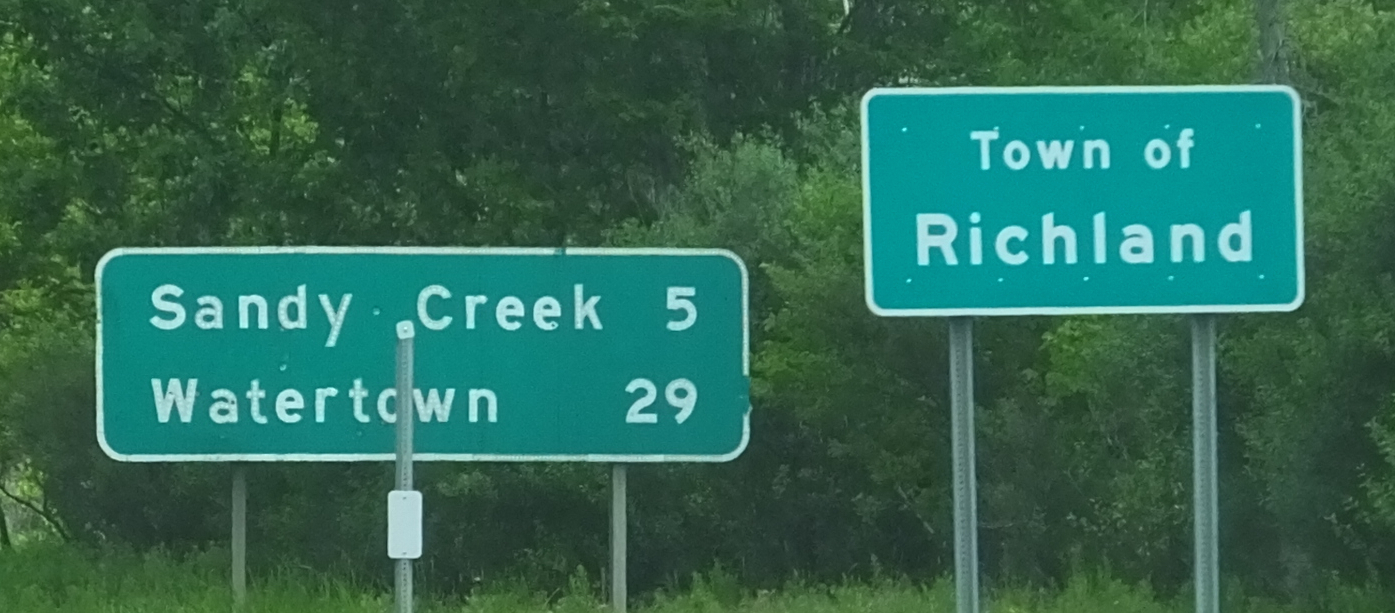 Sandy Creek 5
Watertown 29
Town of
Richland